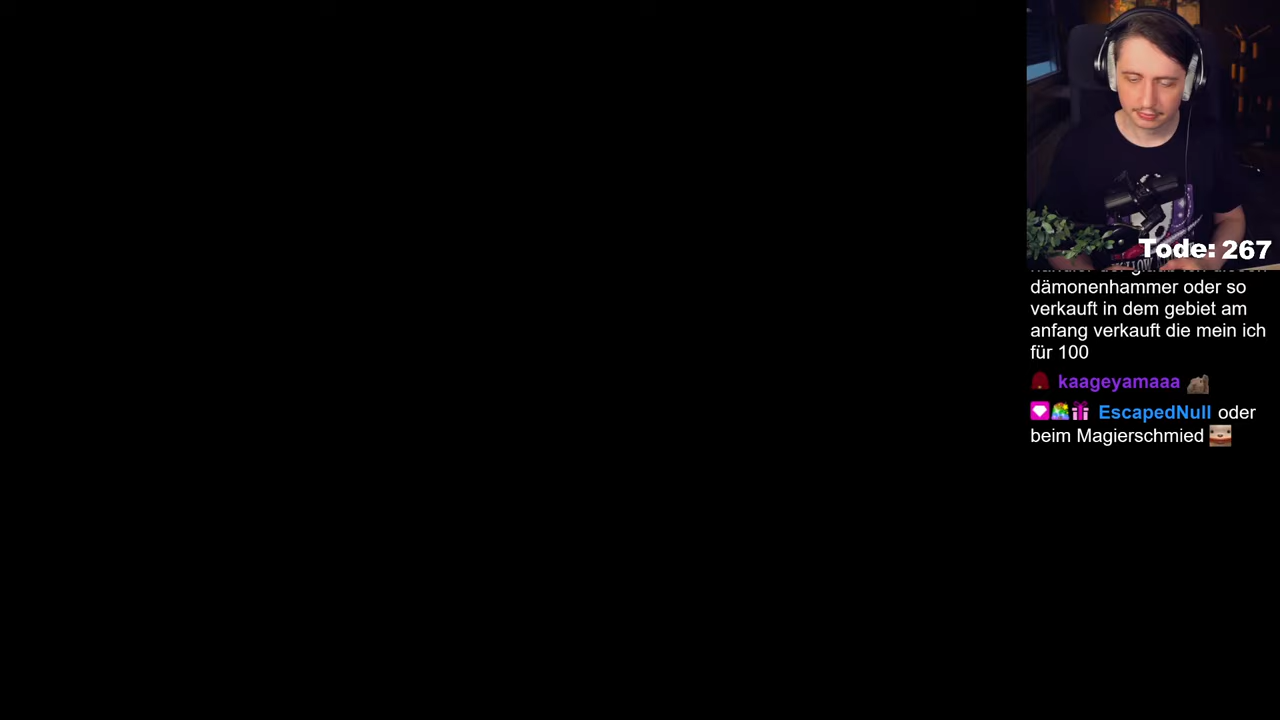 Tode: 267
dämonenhammer oder so
verkauft in dem gebiet am
anfang verkauft die mein ich
für 100
kaageyamaaa
EscapedNull oder
beim Magierschmied